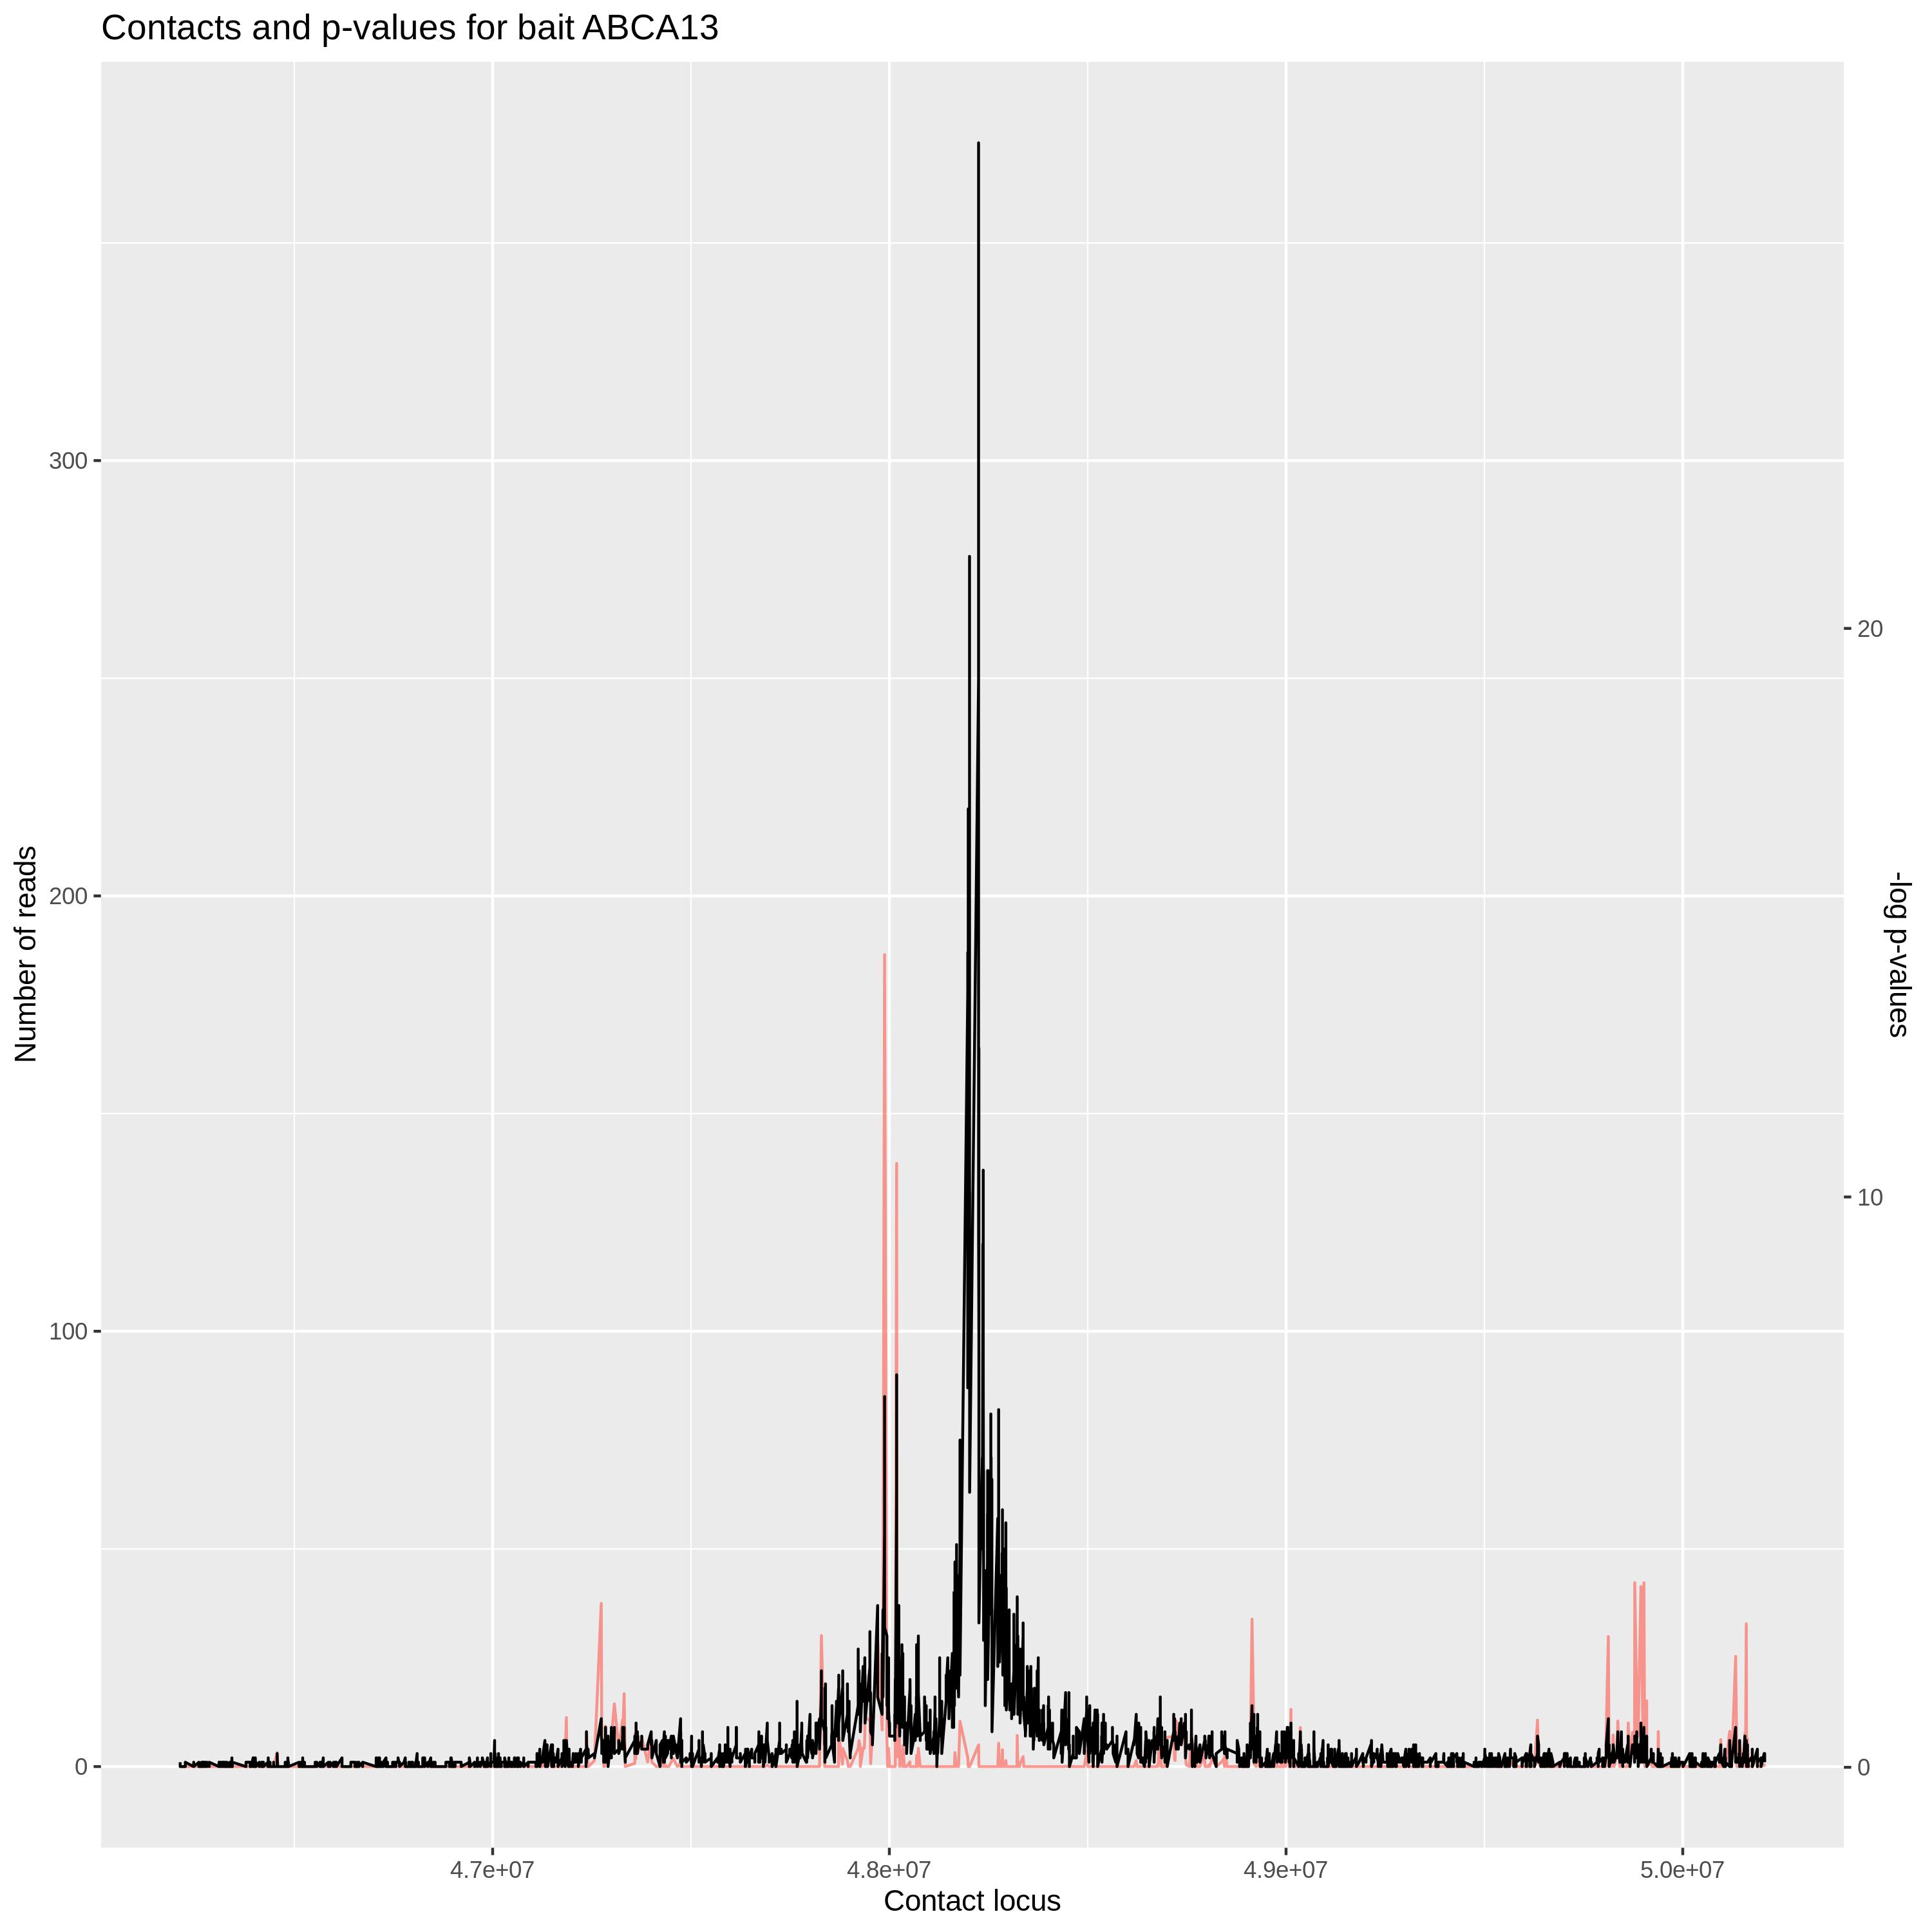 Contacts and p-values for bait ABCA13
Number of reads
300
200
100
0
20
10
0
-log p-values
4.7e+07
4.8e+07
4.9e+07
5.0e+07
Contact locus